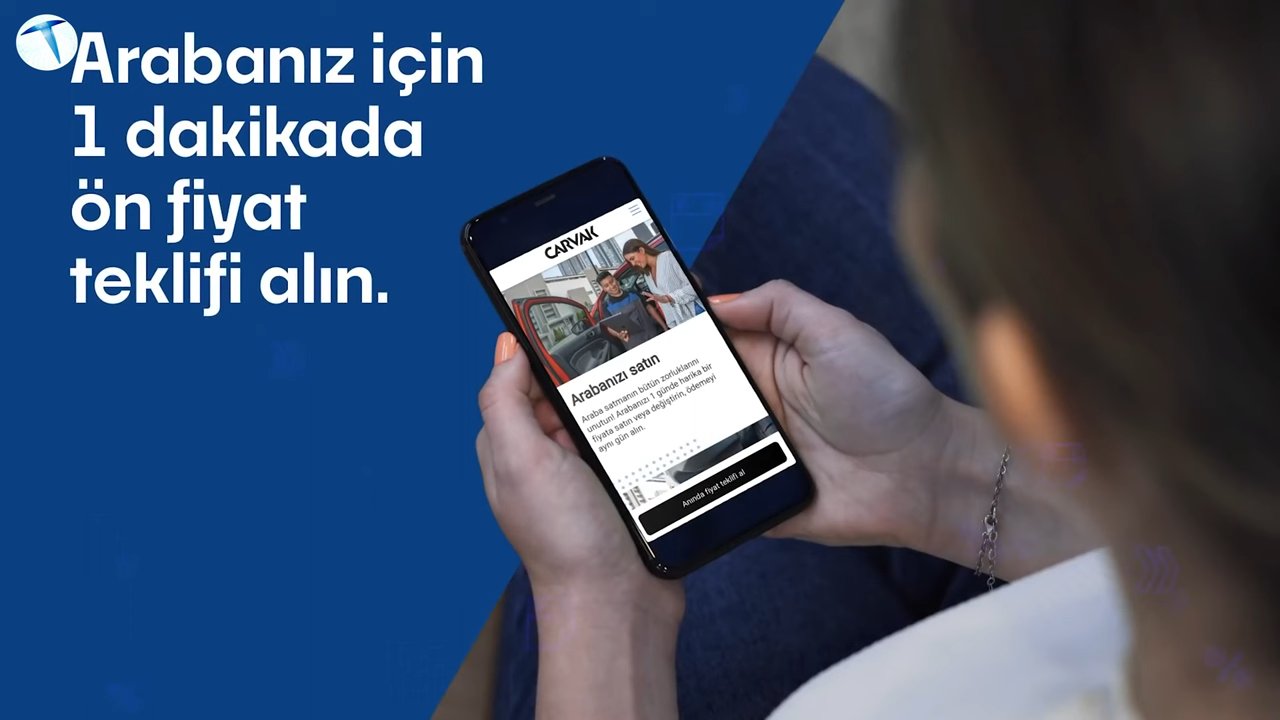 Arabanız için
1 dakikada
ön fiyat
teklifi alın.
CARVAK
Arabanızı satın
Araba satmanın bütün zorluklarını
unutun! Arabanızı 1 günde harika bir
fiyata satın veya değiştirin, ödemeyi
aynı gün alın.
Anında fiyat teklifi al